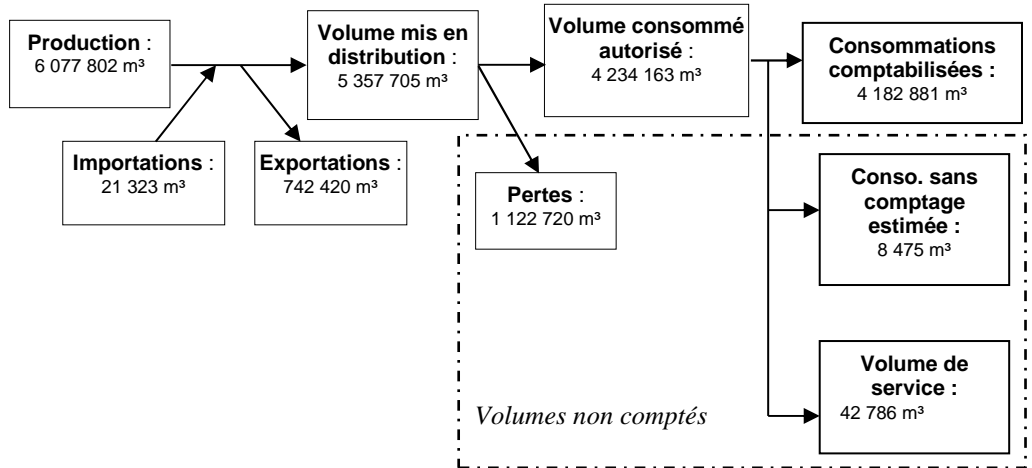 Production :
6 077 802 m³
Volume mis en
distribution :
5 357 705 m³
Volume consommé
autorisé :
4 234 163 m³
Consommations
comptabilisées :
4 182 881 m³
Importations :
21 323 m³
Exportations :
742 420 m³
Pertes :
1 122 720 m³
Conso. sans
comptage
estimée :
8 475 m³
Volume de
service :
42 786 m³
Volumes non comptés